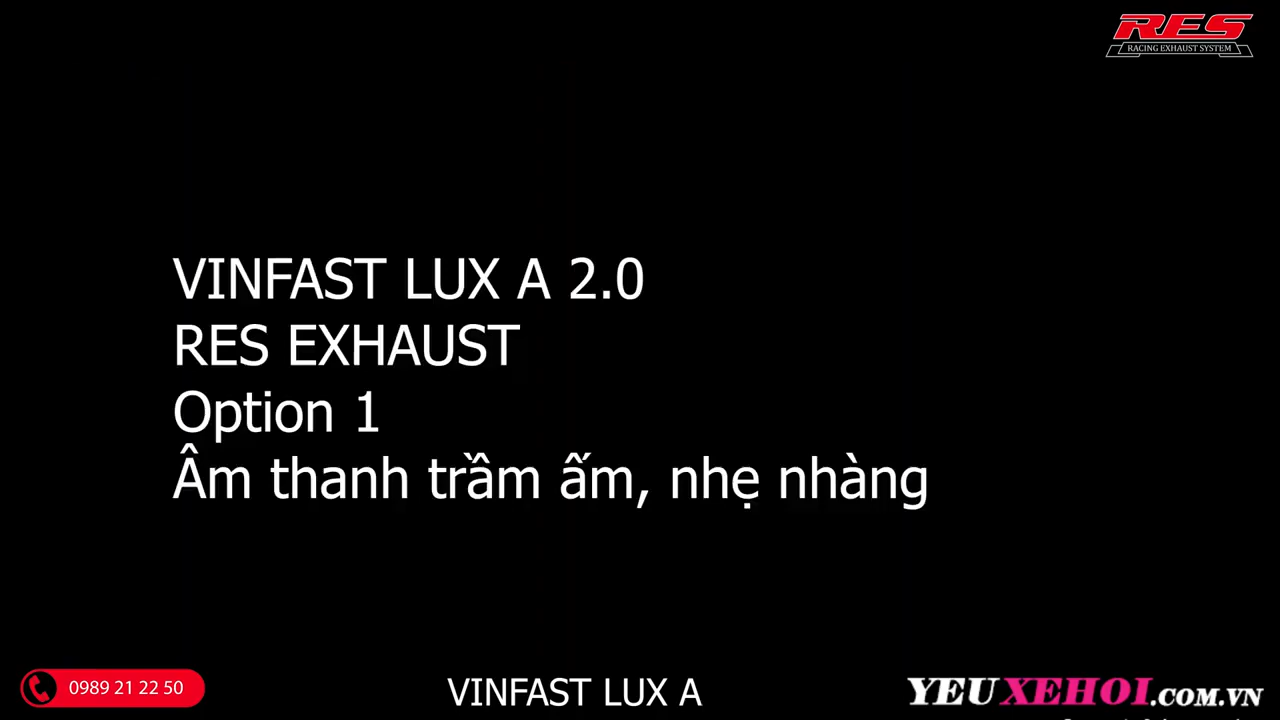 RES
RACING EXHAUST SYSTEM
VINFAST LUX A 2.0
RES EXHAUST
Option 1
Âm thanh trầm ấm, nhẹ nhàng
0989 21 22 50
VINFAST LUX A
YEUXEHOI.COM.VN